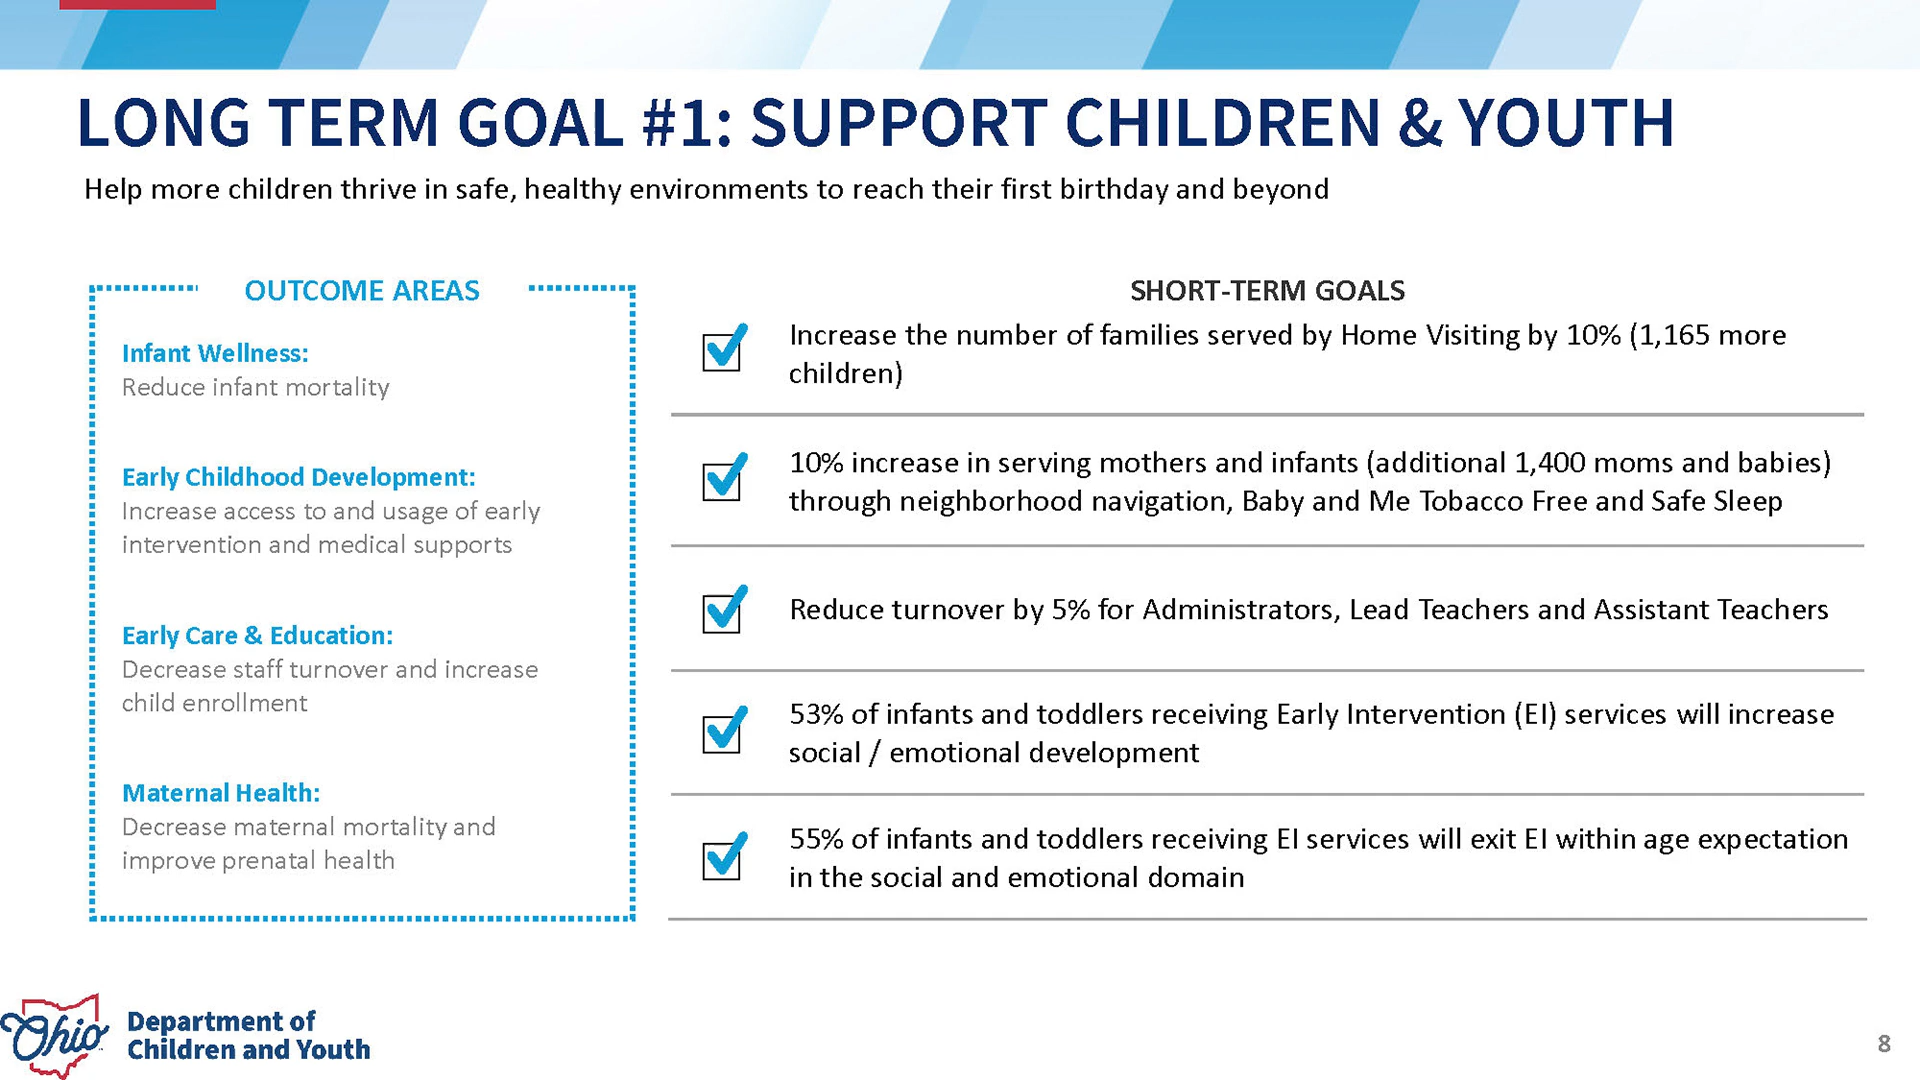 LONG TERM GOAL #1: SUPPORT CHILDREN & YOUTH
Help more children thrive in safe, healthy environments to reach their first birthday and beyond
OUTCOME AREAS
Infant Wellness:
Reduce infant mortality
Early Childhood Development:
Increase access to and usage of early
intervention and medical supports
Early Care & Education:
Decrease staff turnover and increase
child enrollment
Maternal Health:
Decrease maternal mortality and
improve prenatal health
SHORT-TERM GOALS
Increase the number of families served by Home Visiting by 10% (1,165 more
children)
10% increase in serving mothers and infants (additional 1,400 moms and babies)
through neighborhood navigation, Baby and Me Tobacco Free and Safe Sleep
Reduce turnover by 5% for Administrators, Lead Teachers and Assistant Teachers
53% of infants and toddlers receiving Early Intervention (EI) services will increase
social / emotional development
55% of infants and toddlers receiving EI services will exit EI within age expectation
in the social and emotional domain
Ohio
Department of
Children and Youth
8